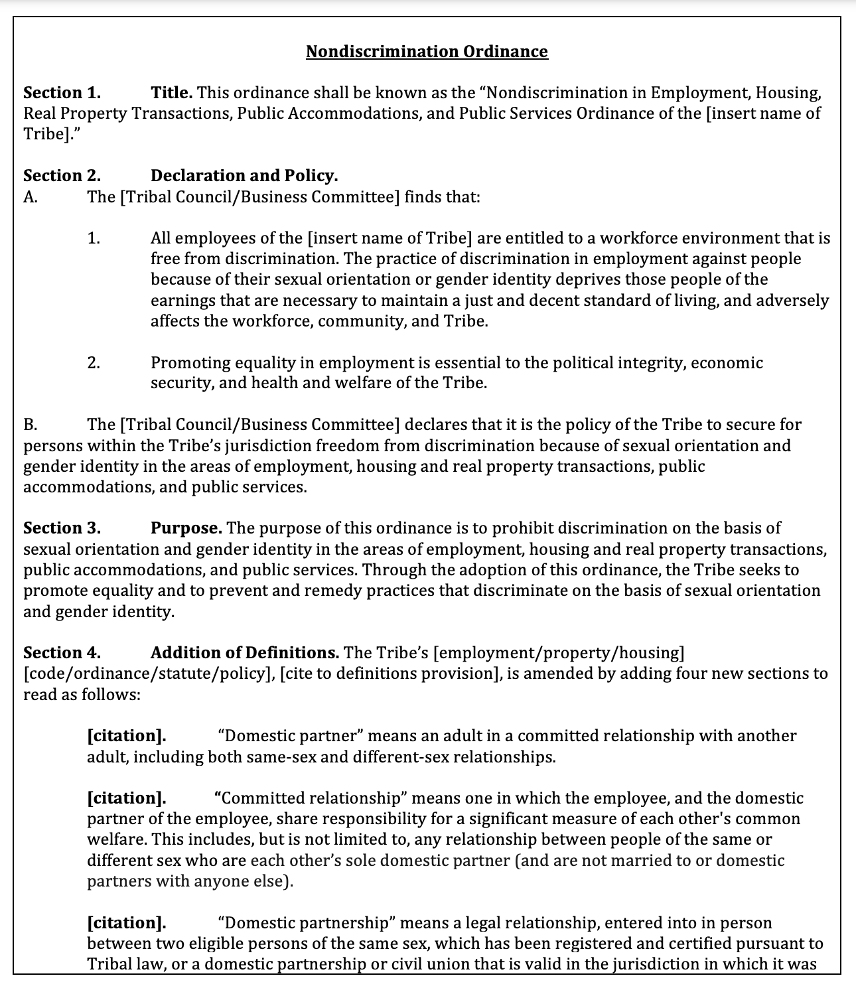 Nondiscrimination Ordinance
Section 1. Title. This ordinance shall be known as the “Nondiscrimination in Employment, Housing,
Real Property Transactions, Public Accommodations, and Public Services Ordinance of the [insert name of
Tribe].”
Section 2. Declaration and Policy.
A. The [Tribal Council/Business Committee] finds that:
1. All employees of the [insert name of Tribe] are entitled to a workforce environment that is
free from discrimination. The practice of discrimination in employment against people
because of their sexual orientation or gender identity deprives those people of the
earnings that are necessary to maintain a just and decent standard of living, and adversely
affects the workforce, community, and Tribe.
2. Promoting equality in employment is essential to the political integrity, economic
security, and health and welfare of the Tribe.
B. The [Tribal Council/Business Committee] declares that it is the policy of the Tribe to secure for
persons within the Tribe’s jurisdiction freedom from discrimination because of sexual orientation and
gender identity in the areas of employment, housing and real property transactions, public
accommodations, and public services.
Section 3. Purpose. The purpose of this ordinance is to prohibit discrimination on the basis of
sexual orientation and gender identity in the areas of employment, housing and real property transactions,
public accommodations, and public services. Through the adoption of this ordinance, the Tribe seeks to
promote equality and to prevent and remedy practices that discriminate on the basis of sexual orientation
and gender identity.
Section 4. Addition of Definitions. The Tribe’s [employment/property/housing]
[code/ordinance/statute/policy], [cite to definitions provision], is amended by adding four new sections to
read as follows:
[citation]. “Domestic partner” means an adult in a committed relationship with another
adult, including both same-sex and different-sex relationships.
[citation]. “Committed relationship” means one in which the employee, and the domestic
partner of the employee, share responsibility for a significant measure of each other's common
welfare. This includes, but is not limited to, any relationship between people of the same or
different sex who are each other’s sole domestic partner (and are not married to or domestic
partners with anyone else).
[citation]. “Domestic partnership” means a legal relationship, entered into in person
between two eligible persons of the same sex, which has been registered and certified pursuant to
Tribal law, or a domestic partnership or civil union that is valid in the jurisdiction in which it was